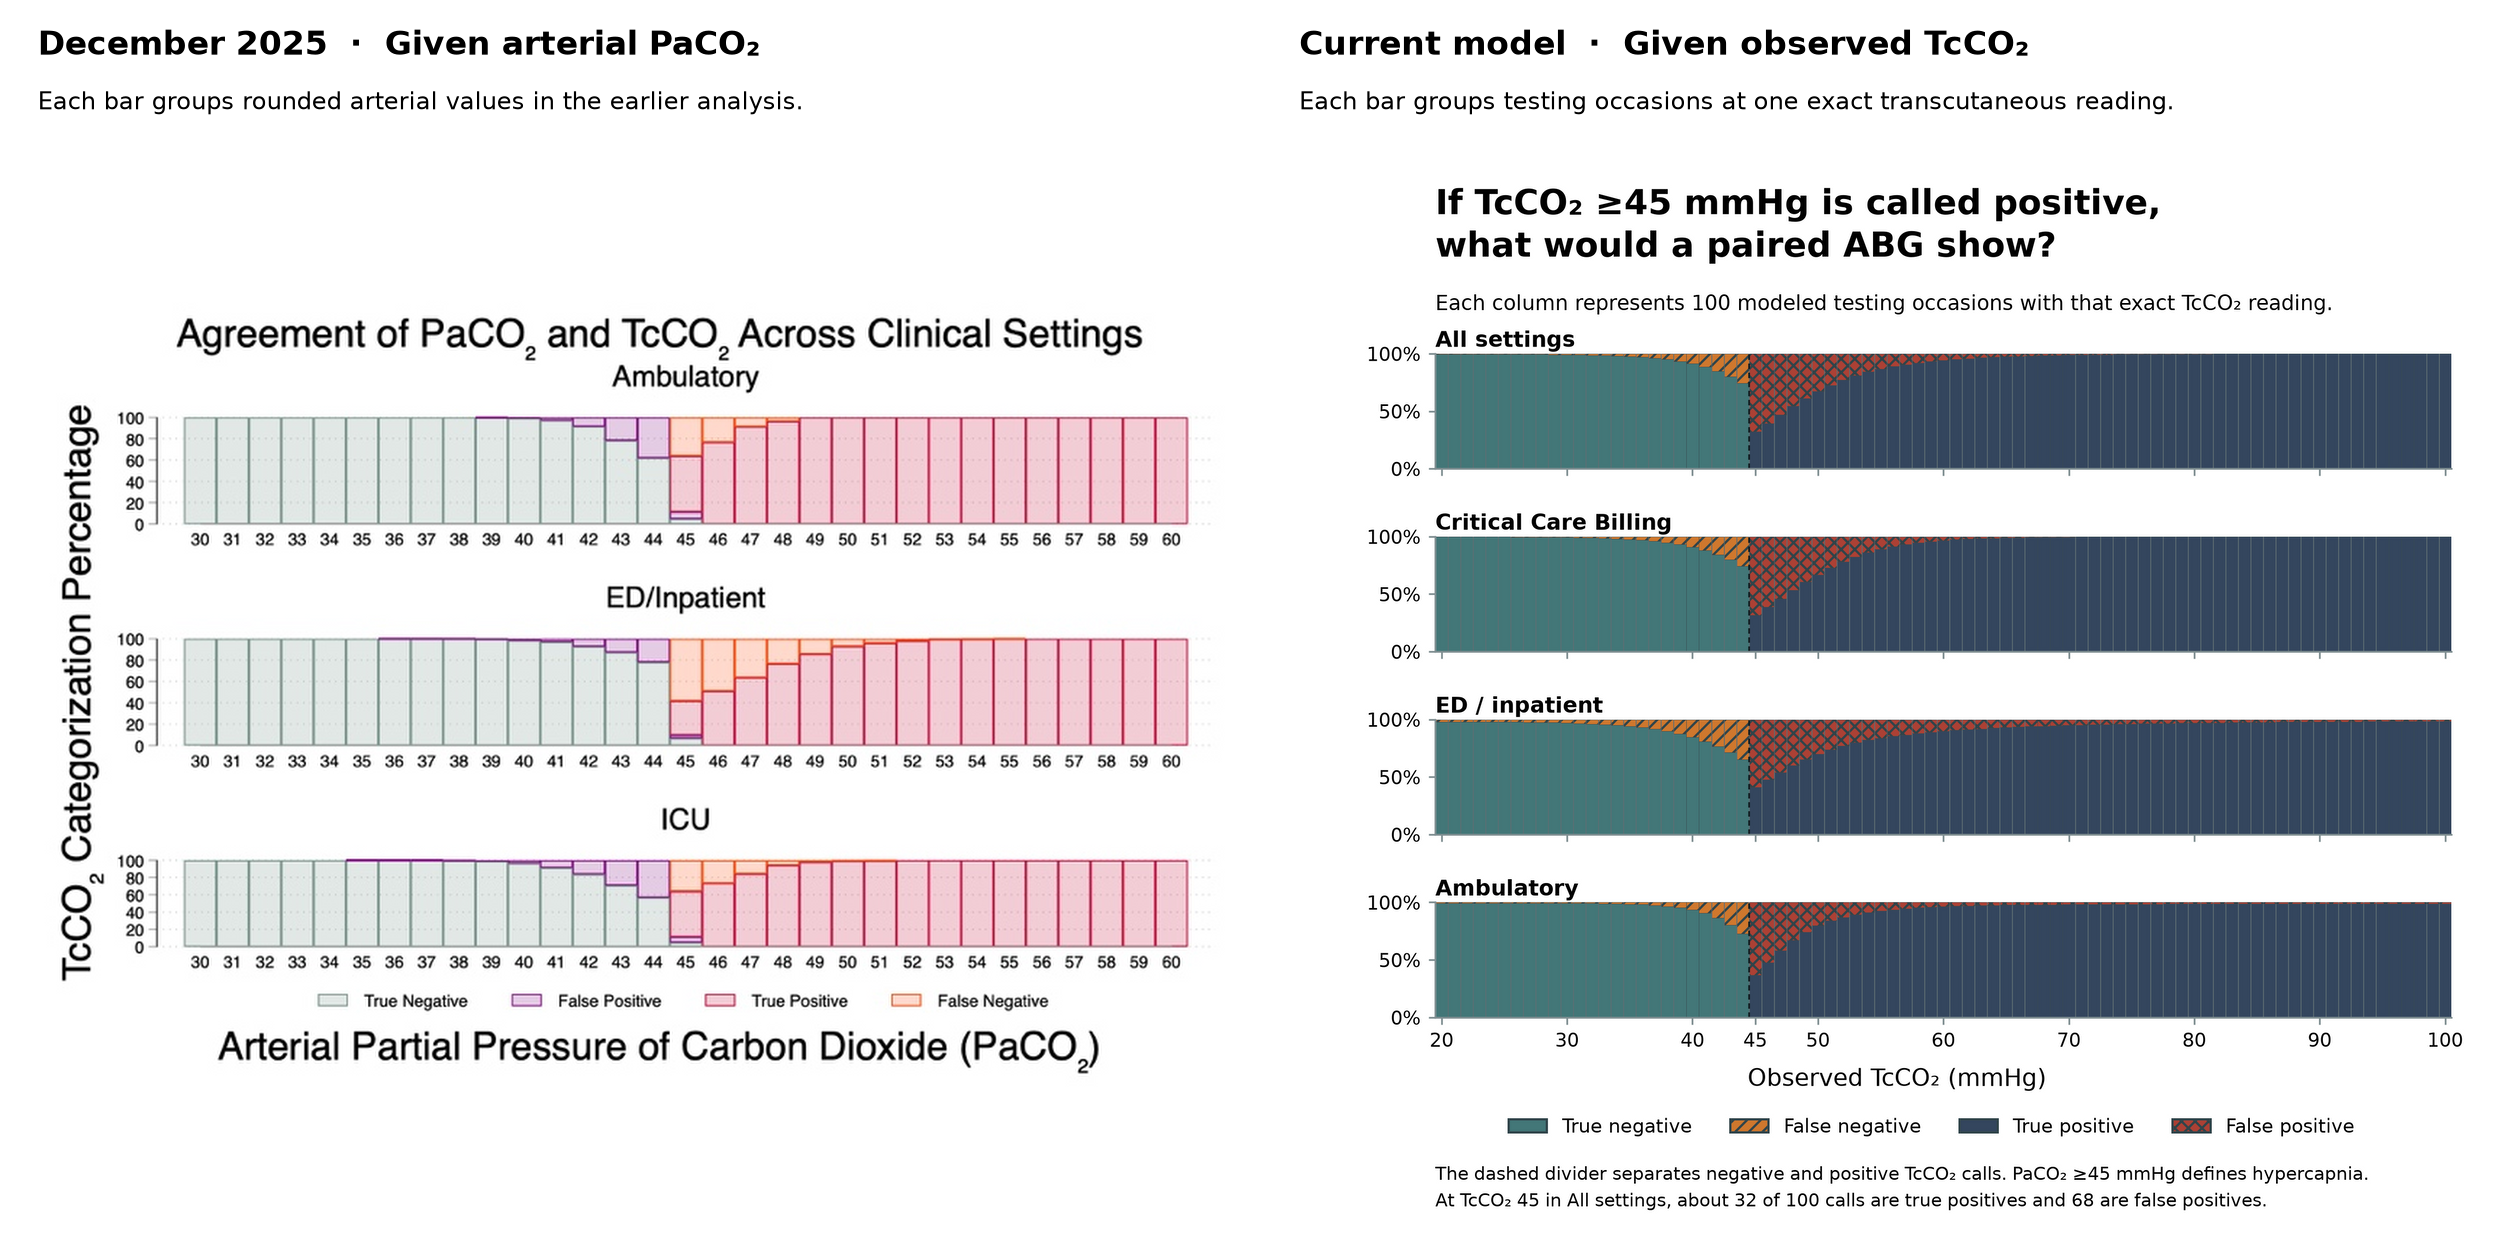 December 2025 · Given arterial PaCO₂
Each bar groups rounded arterial values in the earlier analysis.
Agreement of PaCO₂ and TcCO₂ Across Clinical Settings
TcCO₂ Categorization Percentage
Ambulatory
100
80
60
40
20
0
30 31 32 33 34 35 36 37 38 39 40 41 42 43 44 45 46 47 48 49 50 51 52 53 54 55 56 57 58 59 60
ED/Inpatient
100
80
60
40
20
0
30 31 32 33 34 35 36 37 38 39 40 41 42 43 44 45 46 47 48 49 50 51 52 53 54 55 56 57 58 59 60
ICU
100
80
60
40
20
0
30 31 32 33 34 35 36 37 38 39 40 41 42 43 44 45 46 47 48 49 50 51 52 53 54 55 56 57 58 59 60
True Negative False Positive True Positive False Negative
Arterial Partial Pressure of Carbon Dioxide (PaCO₂)
Current model · Given observed TcCO₂
Each bar groups testing occasions at one exact transcutaneous reading.
If TcCO₂ ≥45 mmHg is called positive,
what would a paired ABG show?
Each column represents 100 modeled testing occasions with that exact TcCO₂ reading.
All settings
100%
50%
0%
Critical Care Billing
100%
50%
0%
ED / inpatient
100%
50%
0%
Ambulatory
100%
50%
0%
20 30 40 45 50 60 70 80 90 100
Observed TcCO₂ (mmHg)
True negative False negative True positive False positive
The dashed divider separates negative and positive TcCO₂ calls. PaCO₂ ≥45 mmHg defines hypercapnia.
At TcCO₂ 45 in All settings, about 32 of 100 calls are true positives and 68 are false positives.